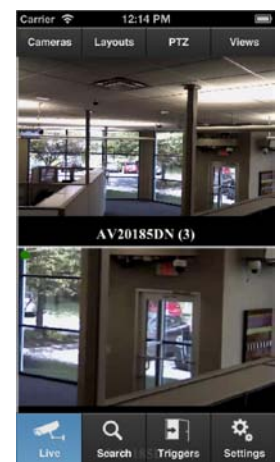 Carrier 12:14 PM
Cameras Layouts PTZ Views
AV20185DN (3)
Live Search Triggers Settings